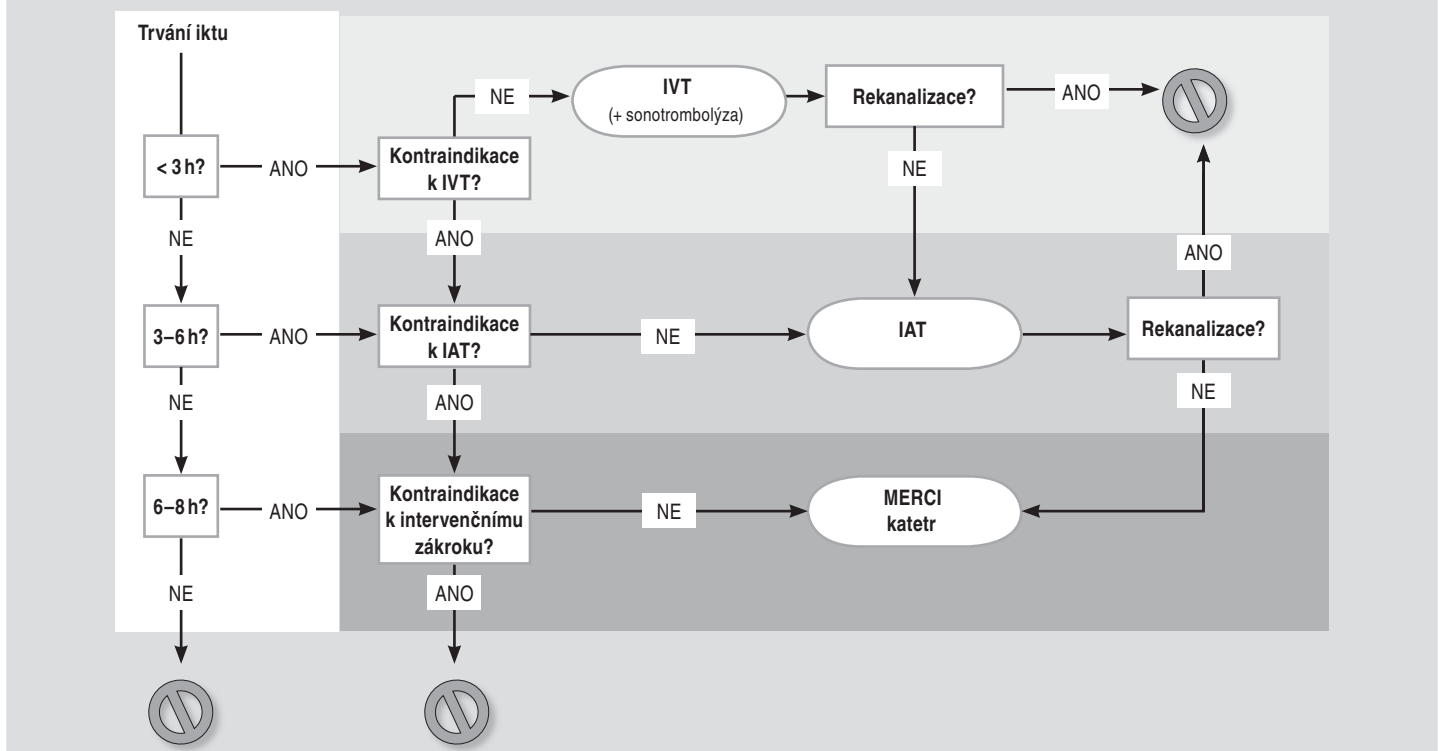 Trvání iktu
NE
IVT
(+ sonotrombolýza)
Rekanalizace?
ANO
< 3 h?
ANO
Kontraindikace
k IVT?
NE
NE
ANO
ANO
3–6 h?
ANO
Kontraindikace
k IAT?
NE
IAT
Rekanalizace?
NE
ANO
NE
6–8 h?
ANO
Kontraindikace
k intervenčnímu
zákroku?
NE
MERCI
katetr
NE
ANO